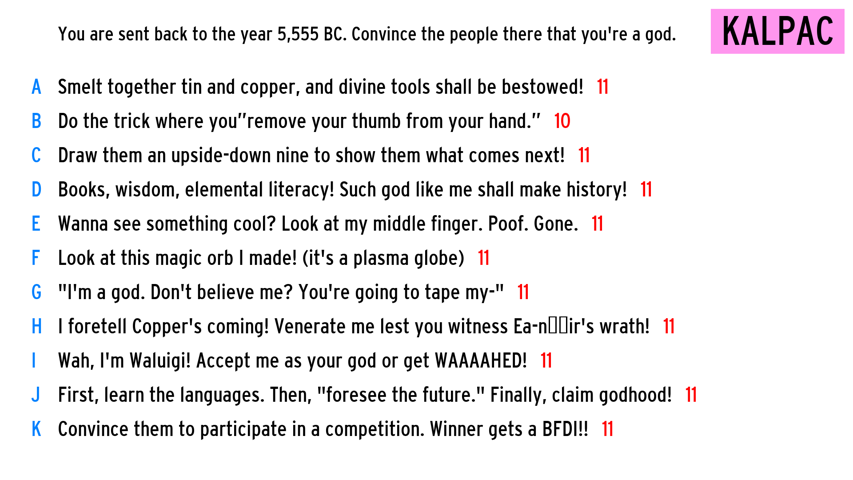 You are sent back to the year 5,555 BC. Convince the people there that you're a god.
KALPAC
A Smelt together tin and copper, and divine tools shall be bestowed! 11
B Do the trick where you"remove your thumb from your hand." 10
C Draw them an upside-down nine to show them what comes next! 11
D Books, wisdom, elemental literacy! Such god like me shall make history! 11
E Wanna see something cool? Look at my middle finger. Poof. Gone. 11
F Look at this magic orb I made! (it's a plasma globe) 11
G "I'm a god. Don't believe me? You're going to tape my-" 11
H I foretell Copper's coming! Venerate me lest you witness Ea-n▯▯ir's wrath! 11
I Wah, I'm Waluigi! Accept me as your god or get WAAAAHED! 11
J First, learn the languages. Then, "foresee the future." Finally, claim godhood! 11
K Convince them to participate in a competition. Winner gets a BFDI!! 11